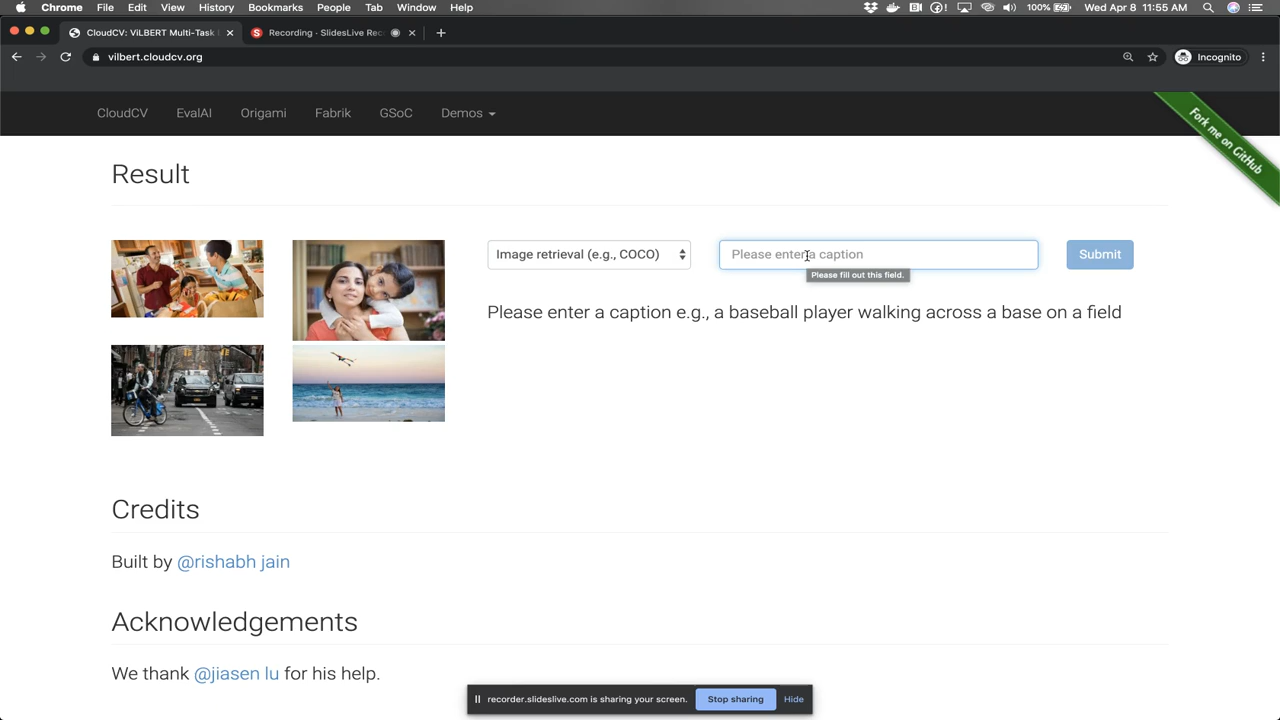 Chrome File Edit View History Bookmarks People Tab Window Help 100% Wed Apr 8 11:55 AM
CloudCV: ViLBERT Multi-Task
Recording - SlidesLive Rec
vilbert.cloudcv.org
Incognito
CloudCV EvalAI Origami Fabrik GSoC Demos
Fork me on GitHub
Result
Image retrieval (e.g., COCO)
Please enter a caption
Submit
Please fill out this field.
Please enter a caption e.g., a baseball player walking across a base on a field
Credits
Built by @rishabh jain
Acknowledgements
We thank @jiasen lu for his help.
recorder.slideslive.com is sharing your screen.
Stop sharing
Hide